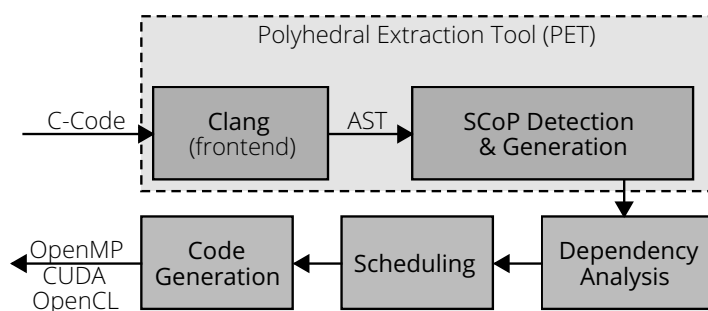 Polyhedral Extraction Tool (PET)
C-Code
Clang
(frontend)
AST
SCoP Detection
& Generation
OpenMP
CUDA
OpenCL
Code
Generation
Scheduling
Dependency
Analysis